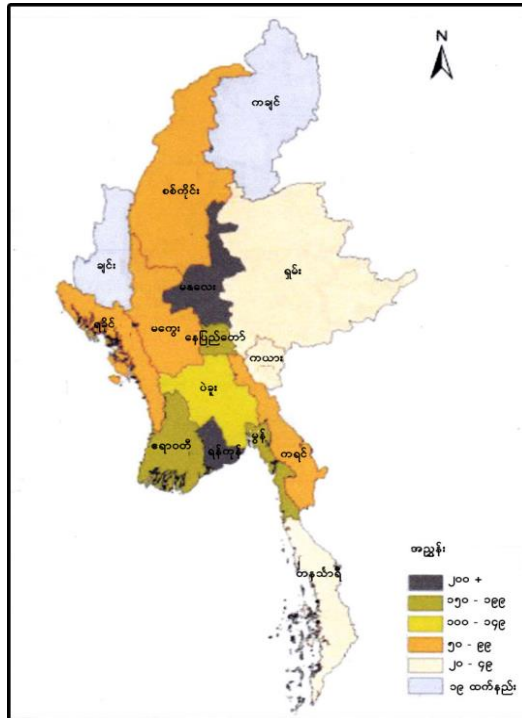 N
ကချင်
စစ်ကိုင်း
ချင်း
ရှမ်း
မန္တလေး
ရခိုင်
မကွေး
နေပြည်တော်
ကယား
ပဲခူး
ဧရာဝတီ
ရန်ကုန်
မွန်
ကရင်
တနင်္သာရီ
အညွှန်း
၂၀၀ +
၁၅၀ - ၁၉၉
၁၀၀ - ၁၄၉
၅၀ - ၉၉
၂၀ - ၄၉
၁၉ ထက်နည်း